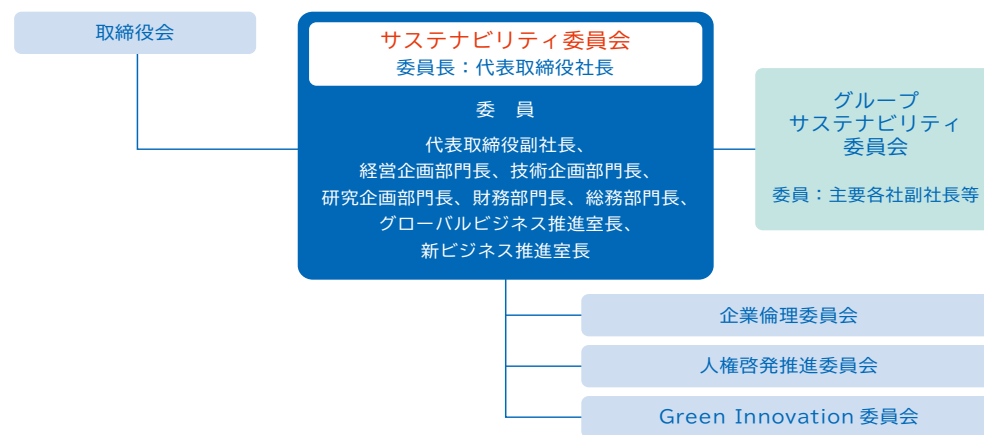 取締役会
サステナビリティ委員会
委員長：代表取締役社長
委　員
代表取締役副社長、
経営企画部門長、技術企画部門長、
研究企画部門長、財務部門長、総務部門長、
グローバルビジネス推進室長、
新ビジネス推進室長
グループ
サステナビリティ
委員会
委員：主要各社副社長等
企業倫理委員会
人権啓発推進委員会
Green Innovation 委員会